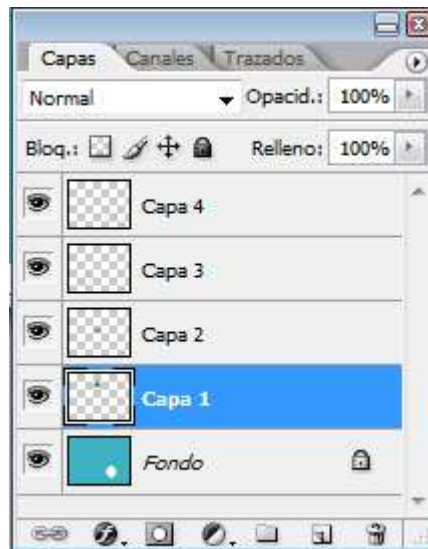 Capas Canales Trazados
Normal Opacid.: 100%
Bloq.: Relleno: 100%
Capa 4
Capa 3
Capa 2
Capa 1
Fondo